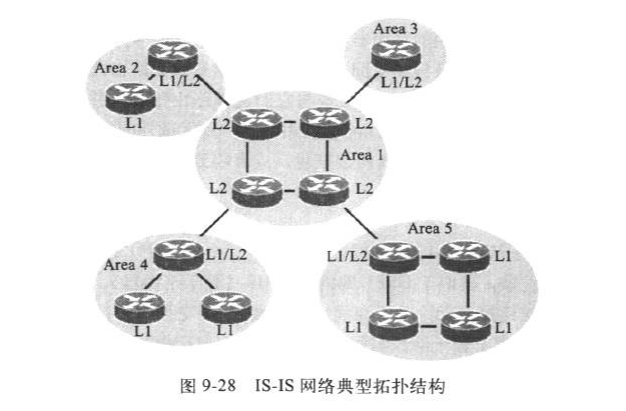 Area 3
Area 2
L1/L2
L1/L2
L1
L2
L2
Area 1
L2
L2
Area 5
L1/L2
L1/L2
L1
Area 4
L1
L1
L1
L1
图 9-28 IS-IS 网络典型拓扑结构